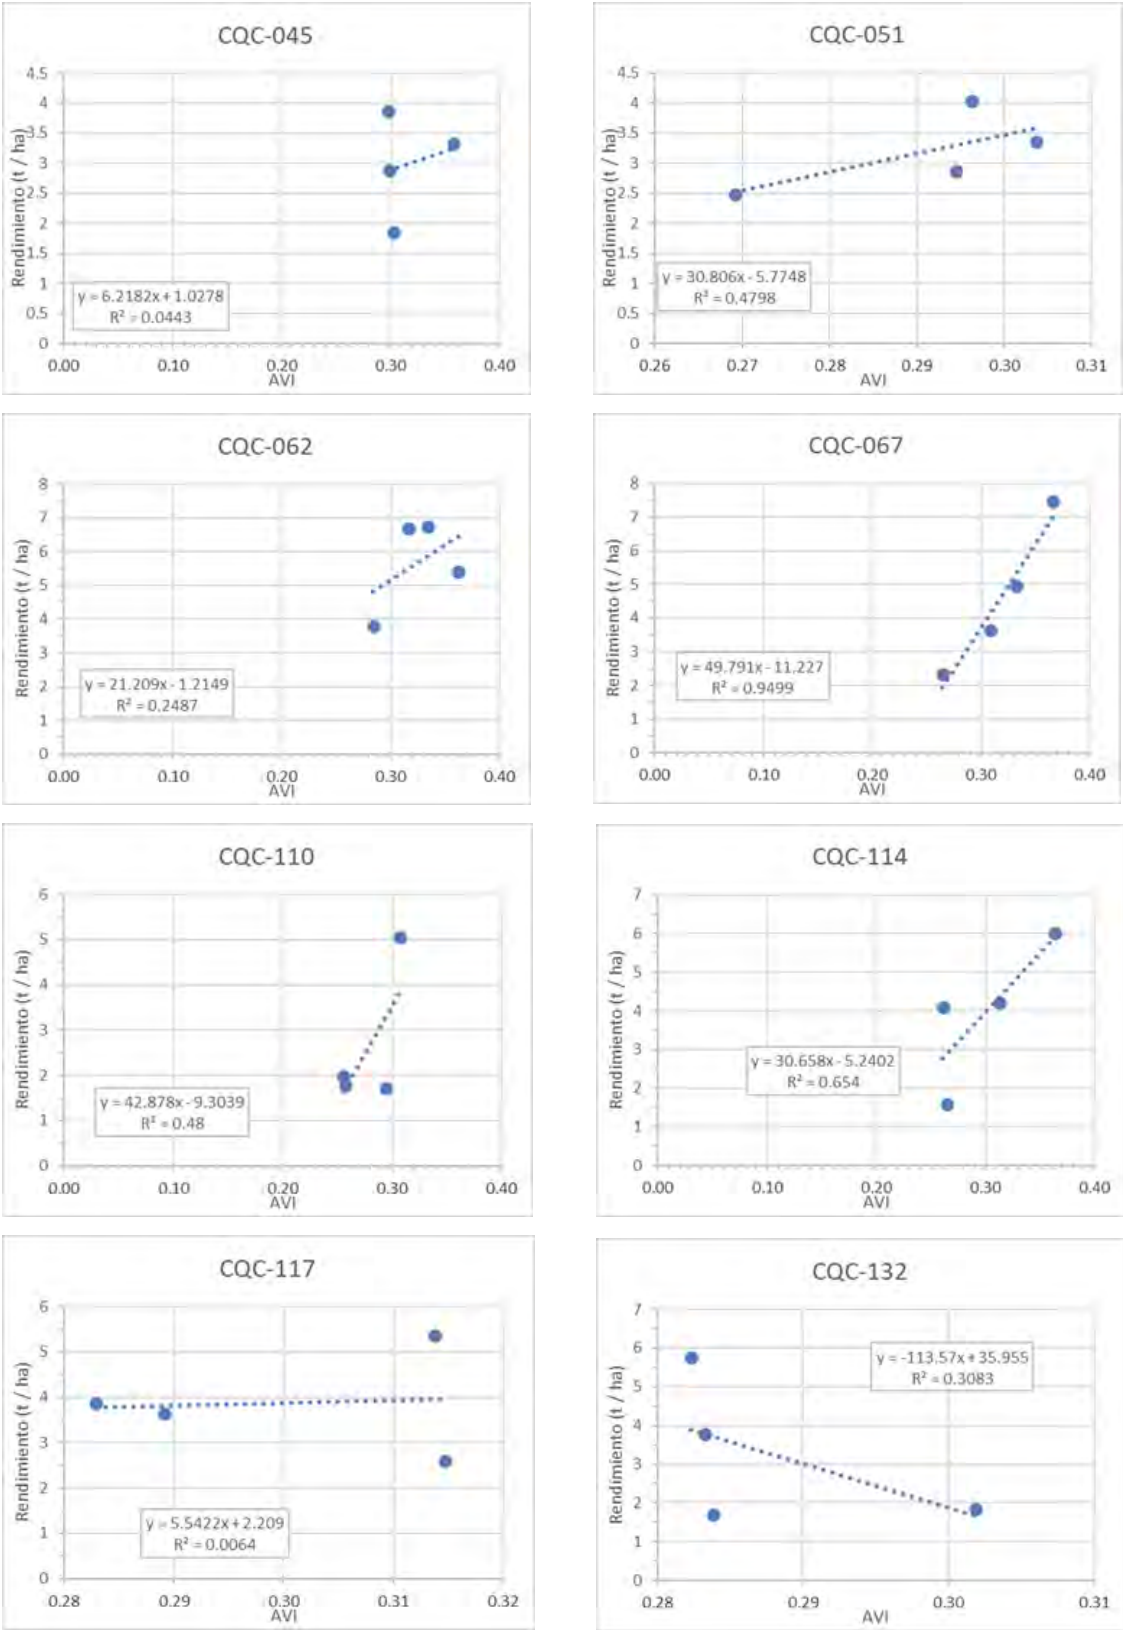 CQC-045
Rendimiento (t / ha)
4.5
4
3.5
3
2.5
2
1.5
1
0.5
0
y = 6.2182x + 1.0278
R² = 0.0443
0.00 0.10 0.20 0.30 0.40
AVI
CQC-051
Rendimiento (t / ha)
4.5
4
3.5
3
2.5
2
1.5
1
0.5
0
y = 30.806x - 5.7748
R² = 0.4798
0.26 0.27 0.28 0.29 0.30 0.31
AVI
CQC-062
Rendimiento (t / ha)
8
7
6
5
4
3
2
1
0
y = 21.209x - 1.2149
R² = 0.2487
0.00 0.10 0.20 0.30 0.40
AVI
CQC-067
Rendimiento (t / ha)
8
7
6
5
4
3
2
1
0
y = 49.791x - 11.227
R² = 0.9499
0.00 0.10 0.20 0.30 0.40
AVI
CQC-110
Rendimiento (t / ha)
6
5
4
3
2
1
0
y = 42.878x - 9.3039
R² = 0.48
0.00 0.10 0.20 0.30 0.40
AVI
CQC-114
Rendimiento (t / ha)
7
6
5
4
3
2
1
0
y = 30.658x - 5.2402
R² = 0.654
0.00 0.10 0.20 0.30 0.40
AVI
CQC-117
Rendimiento (t / ha)
6
5
4
3
2
1
0
y = 5.5422x + 2.209
R² = 0.0064
0.28 0.29 0.30 0.31 0.32
AVI
CQC-132
Rendimiento (t / ha)
7
6
5
4
3
2
1
0
y = -113.57x + 35.955
R² = 0.3083
0.28 0.29 0.30 0.31
AVI